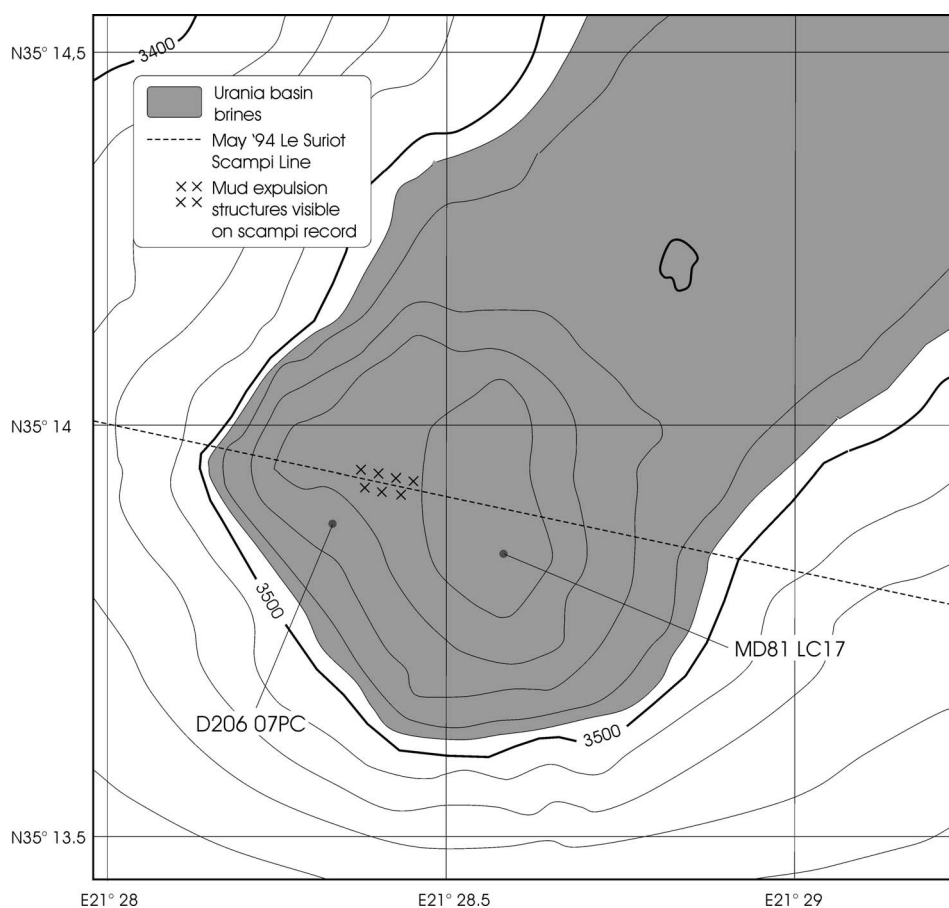 N35° 14,5
3400
Urania basin
brines
May '94 Le Suriot
Scampi Line
Mud expulsion
structures visible
on scampi record
N35° 14
3500
MD81 LC17
D206 07PC
3500
N35° 13.5
E21° 28
E21° 28.5
E21° 29